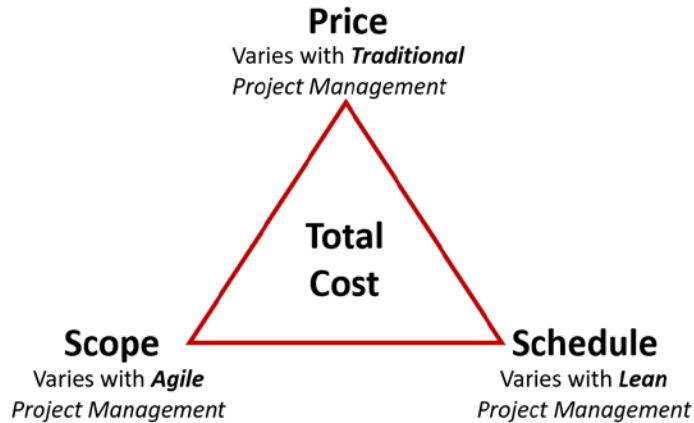 Price
Varies with Traditional
Project Management
Total
Cost
Scope
Varies with Agile
Project Management
Schedule
Varies with Lean
Project Management